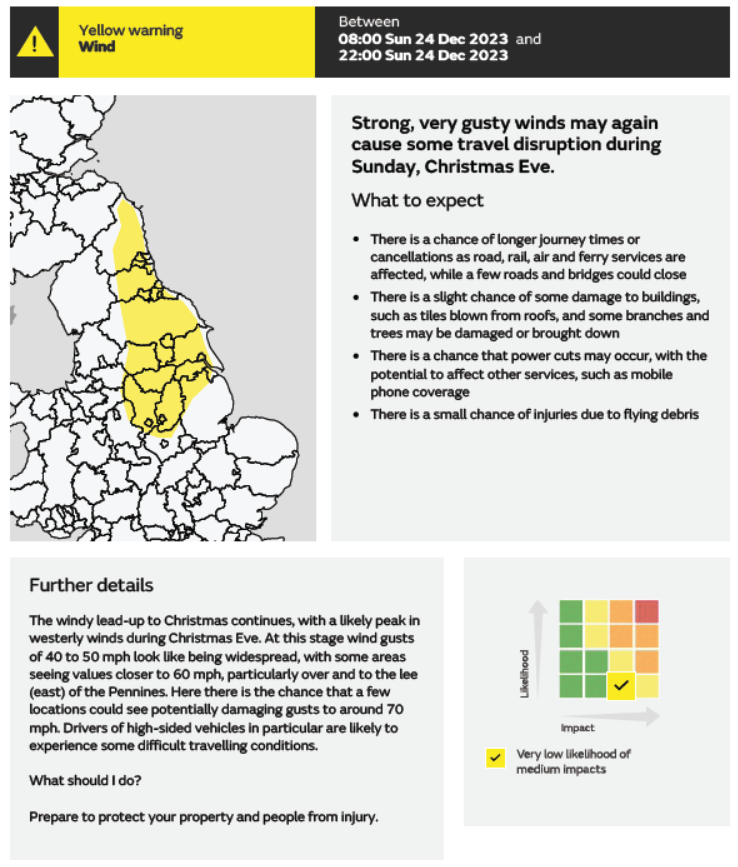 Yellow warning
Wind
Between
08:00 Sun 24 Dec 2023 and
22:00 Sun 24 Dec 2023
Strong, very gusty winds may again
cause some travel disruption during
Sunday, Christmas Eve.
What to expect
• There is a chance of longer journey times or
cancellations as road, rail, air and ferry services are
affected, while a few roads and bridges could close
• There is a slight chance of some damage to buildings,
such as tiles blown from roofs, and some branches and
trees may be damaged or brought down
• There is a chance that power cuts may occur, with the
potential to affect other services, such as mobile
phone coverage
• There is a small chance of injuries due to flying debris
Further details
The windy lead-up to Christmas continues, with a likely peak in
westerly winds during Christmas Eve. At this stage wind gusts
of 40 to 50 mph look like being widespread, with some areas
seeing values closer to 60 mph, particularly over and to the lee
(east) of the Pennines. Here there is the chance that a few
locations could see potentially damaging gusts to around 70
mph. Drivers of high-sided vehicles in particular are likely to
experience some difficult travelling conditions.
What should I do?
Prepare to protect your property and people from injury.
Likelihood
Impact
Very low likelihood of
medium impacts